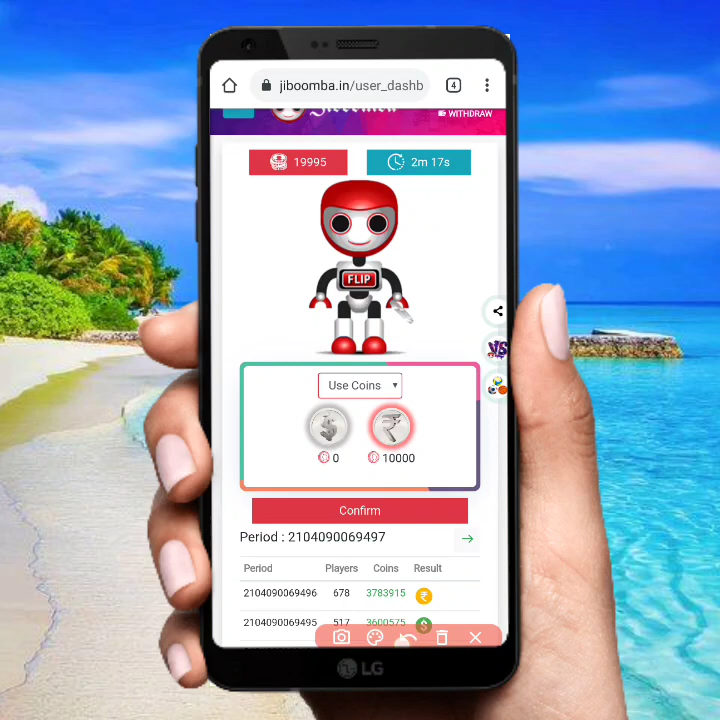 jiboomba.in/user_dashb
4
WITHDRAW
19995
2m 17s
FLIP
VS
Use Coins
$ ₹
0 10000
Confirm
Period : 2104090069497
Period Players Coins Result
2104090069496 678 3783915 ₹
2104090069495 517 3600575 $
LG